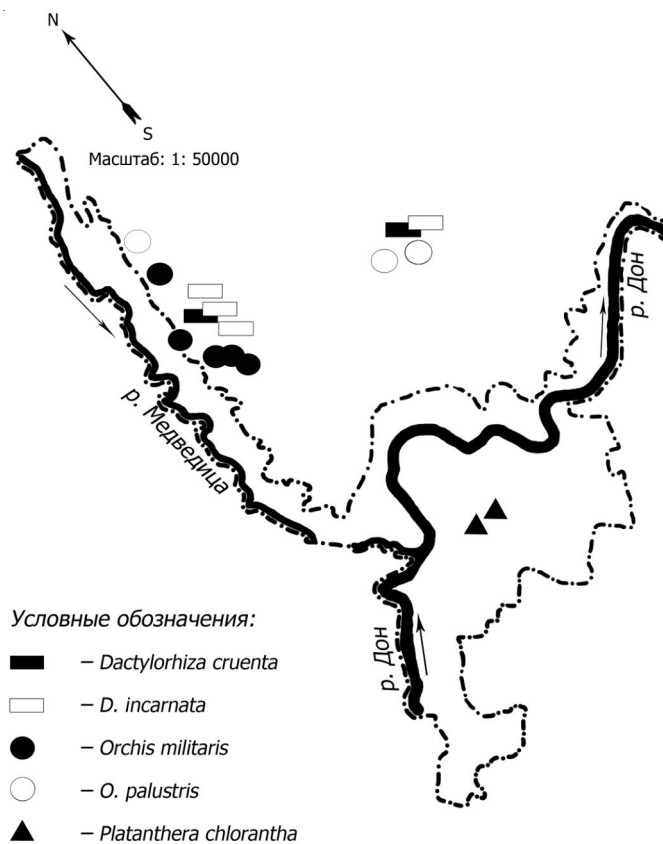 N
S
Масштаб: 1: 50000
р. Дон
р. Медведица
р. Дон
Условные обозначения:
– Dactylorhiza cruenta
– D. incarnata
– Orchis militaris
– O. palustris
– Platanthera chlorantha